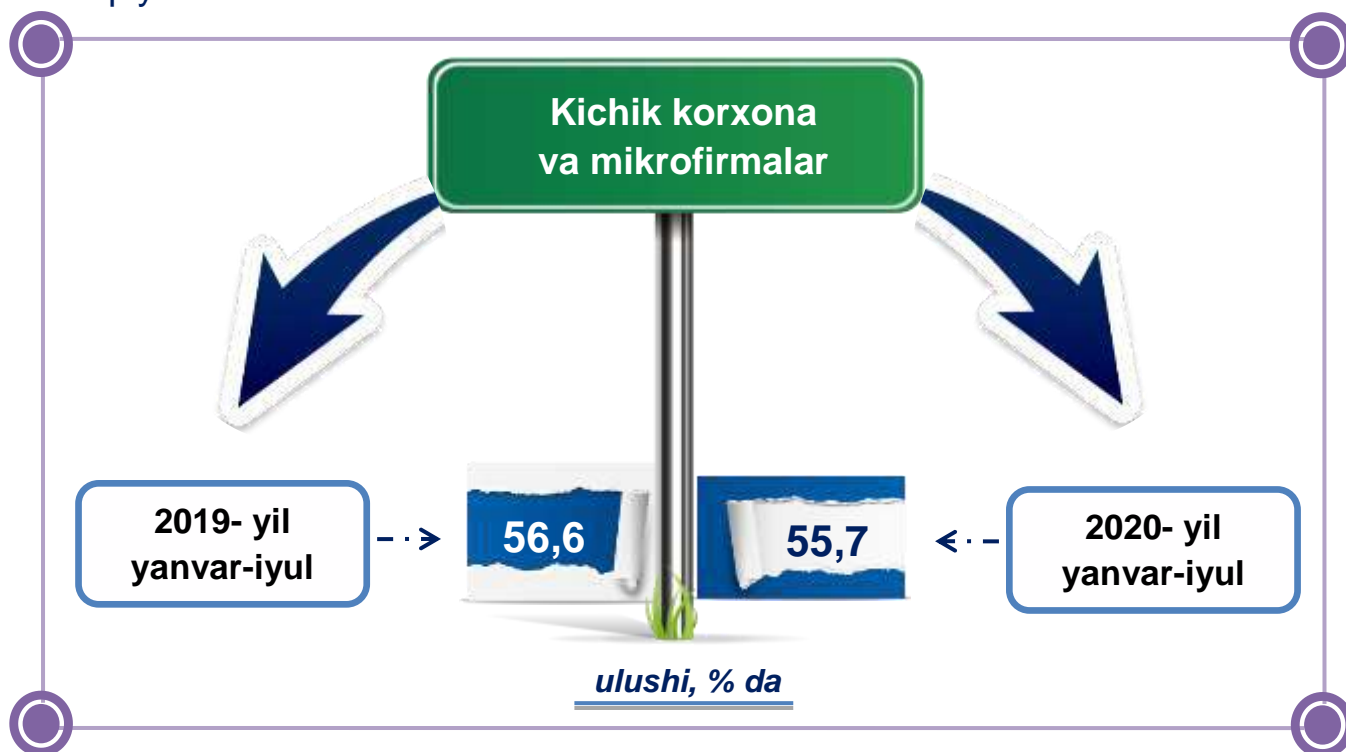 Kichik korxona
va mikrofirmalar
2019- yil
yanvar-iyul
56,6
55,7
2020- yil
yanvar-iyul
ulushi, % da